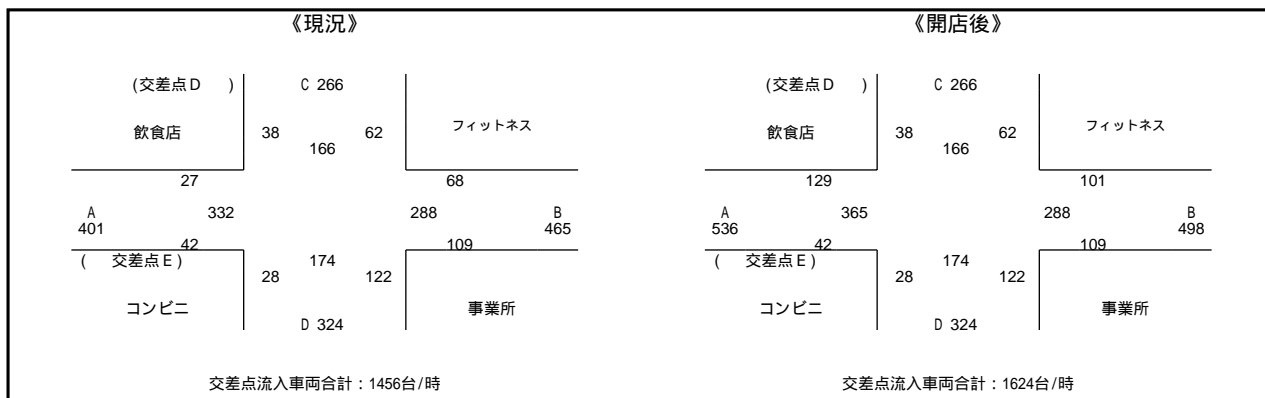 《現況》
(交差点D )
C 266
飲食店
38
62
フィットネス
166
27
68
A
332
288
B
401
465
42
109
( 交差点E)
174
28
122
コンビニ
事業所
D 324
交差点流入車両合計：1456台/時
《開店後》
(交差点D )
C 266
飲食店
38
62
フィットネス
166
129
101
A
365
288
B
536
498
42
109
( 交差点E)
174
28
122
コンビニ
事業所
D 324
交差点流入車両合計：1624台/時